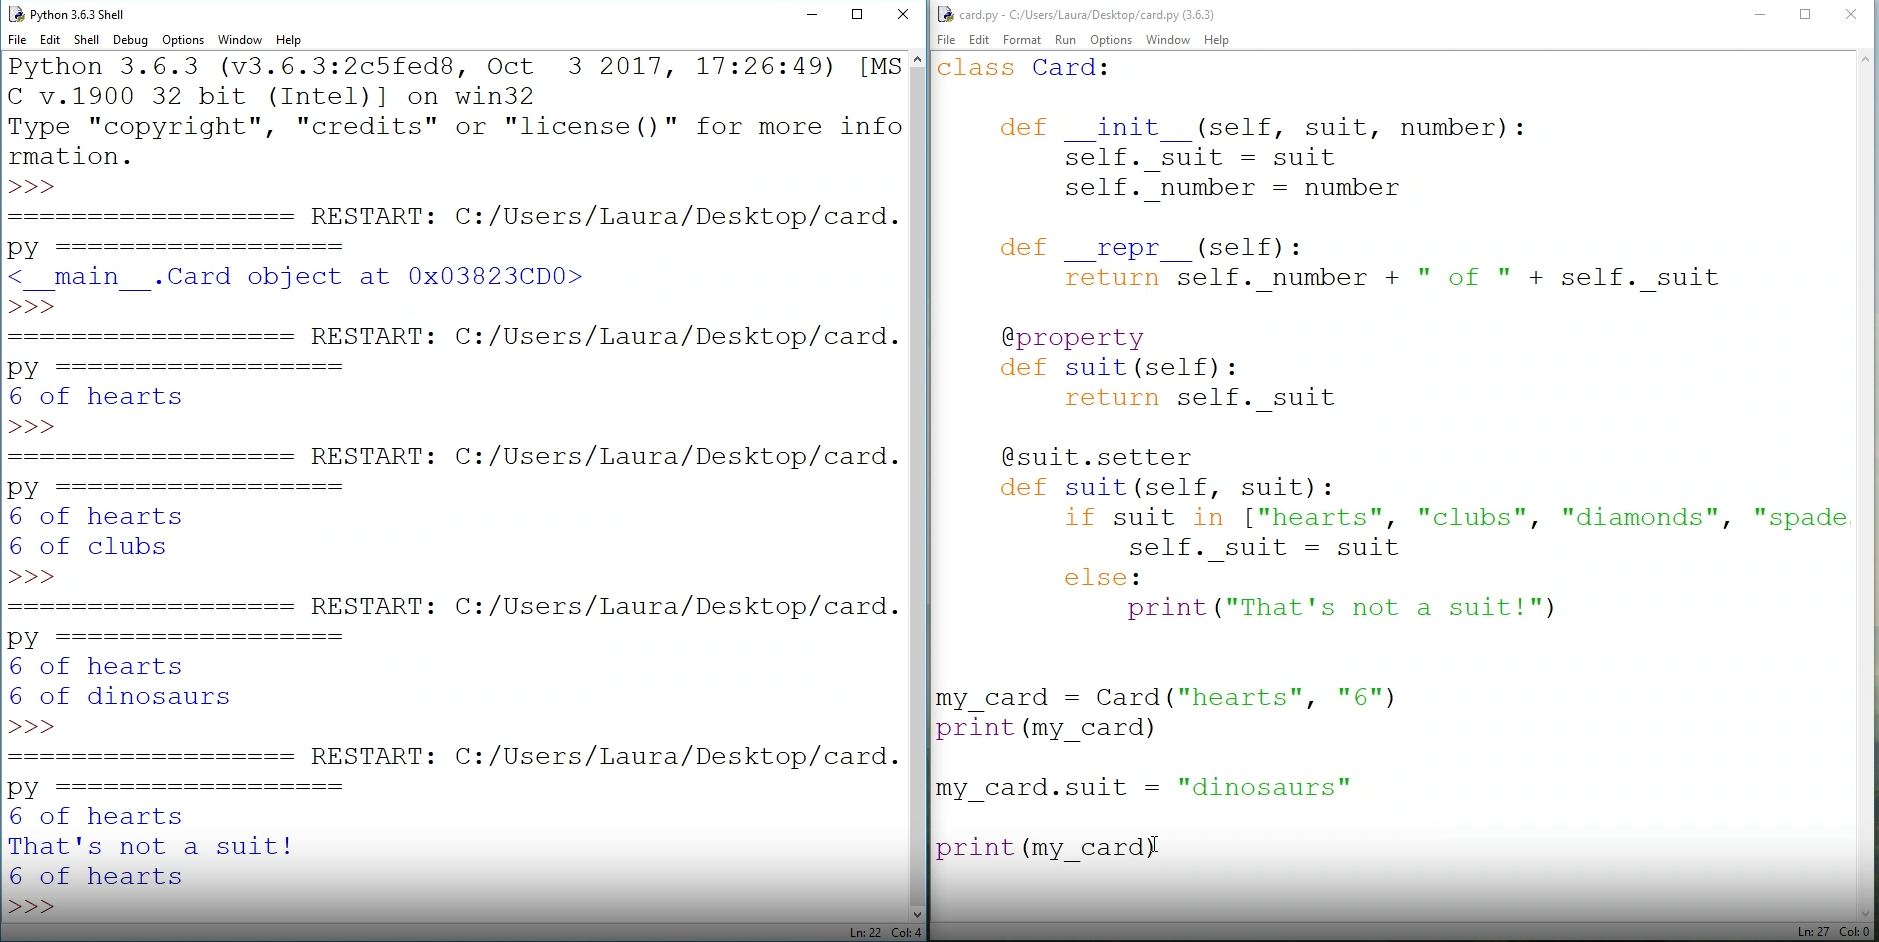 Python 3.6.3 Shell
File Edit Shell Debug Options Window Help
Python 3.6.3 (v3.6.3:2c5fed8, Oct  3 2017, 17:26:49) [MS
C v.1900 32 bit (Intel)] on win32
Type "copyright", "credits" or "license()" for more info
rmation.
>>>
================== RESTART: C:/Users/Laura/Desktop/card.
py ==================
<__main__.Card object at 0x03823CD0>
>>>
================== RESTART: C:/Users/Laura/Desktop/card.
py ==================
6 of hearts
>>>
================== RESTART: C:/Users/Laura/Desktop/card.
py ==================
6 of hearts
6 of clubs
>>>
================== RESTART: C:/Users/Laura/Desktop/card.
py ==================
6 of hearts
6 of dinosaurs
>>>
================== RESTART: C:/Users/Laura/Desktop/card.
py ==================
6 of hearts
That's not a suit!
6 of hearts
>>>
Ln: 22 Col: 4
card.py - C:/Users/Laura/Desktop/card.py (3.6.3)
File Edit Format Run Options Window Help
class Card:
    def __init__(self, suit, number):
        self._suit = suit
        self._number = number
    def __repr__(self):
        return self._number + " of " + self._suit
    @property
    def suit(self):
        return self._suit
    @suit.setter
    def suit(self, suit):
        if suit in ["hearts", "clubs", "diamonds", "spade
            self._suit = suit
        else:
            print("That's not a suit!")
my_card = Card("hearts", "6")
print(my_card)
my_card.suit = "dinosaurs"
print(my_card)
Ln: 27 Col: 0